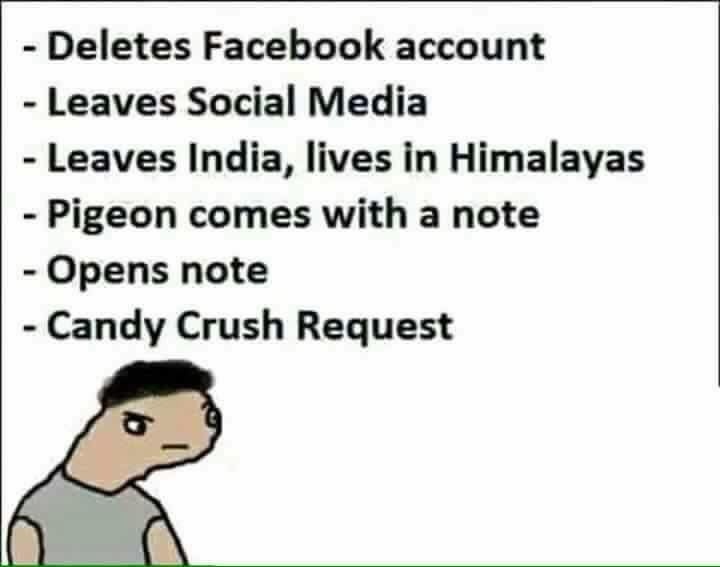 - Deletes Facebook account
- Leaves Social Media
- Leaves India, lives in Himalayas
- Pigeon comes with a note
- Opens note
- Candy Crush Request